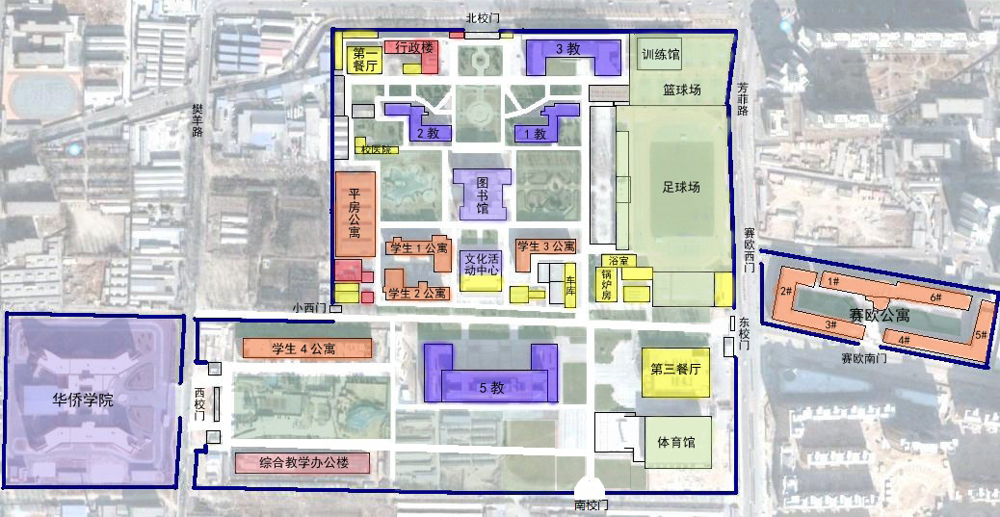 北校门
第一
餐厅
行政楼
3 教
训练馆
篮球场
芳菲路
樊羊路
2 教
1 教
校医院
平房公寓
图书馆
足球场
学生 1 公寓
学生 3 公寓
文化活
动中心
学生 2 公寓
车库
浴室
锅炉房
赛欧西门
1#
2#
3#
4#
5#
6#
赛欧公寓
赛欧南门
小西门
东校门
学生 4 公寓
5 教
第三餐厅
华侨学院
西校门
综合教学办公楼
体育馆
南校门